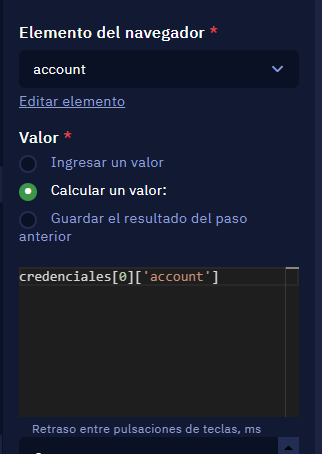 Elemento del navegador *
account
Editar elemento
Valor *
Ingresar un valor
Calcular un valor:
Guardar el resultado del paso
anterior
credenciales[0]['account']
Retraso entre pulsaciones de teclas, ms